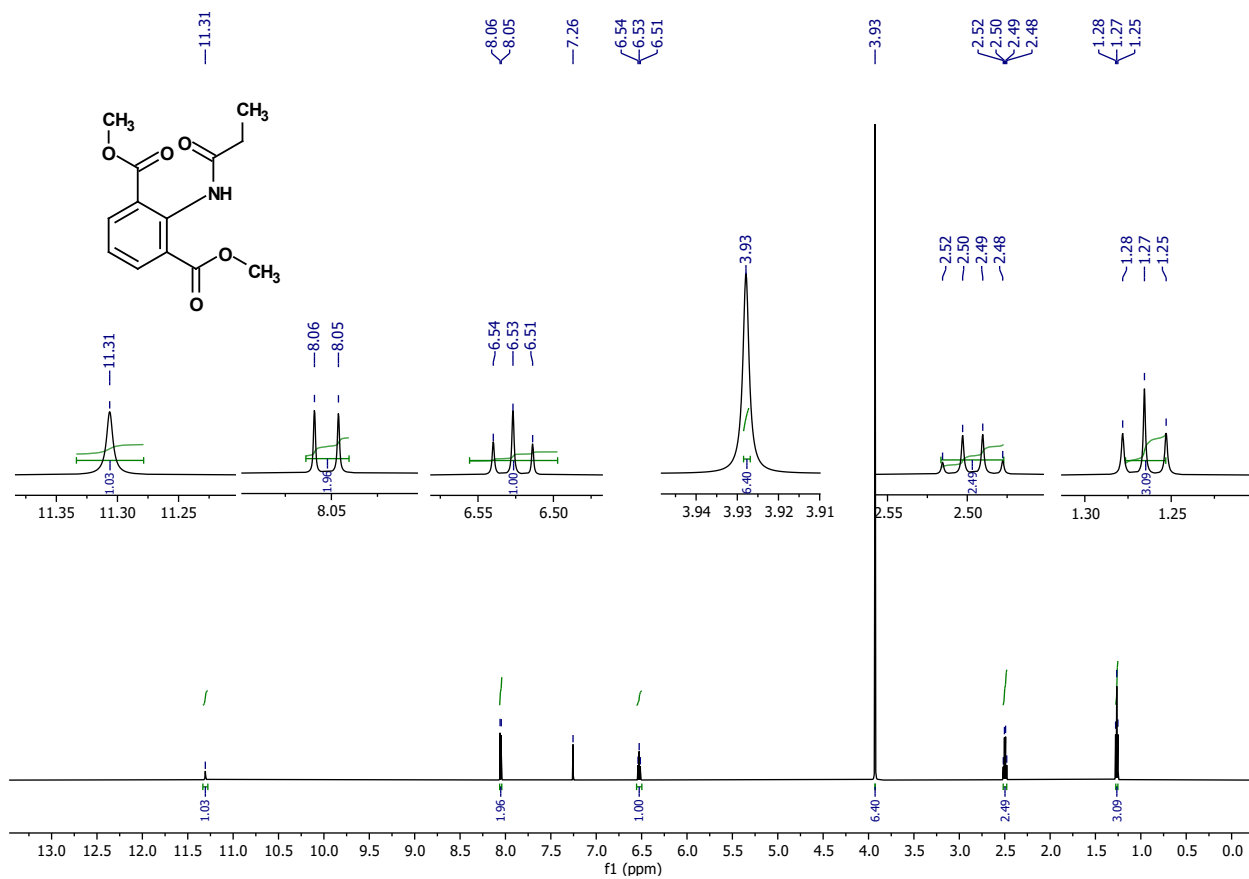 11.31 8.06 8.05 7.26 6.54 6.53 6.51 3.93 2.52 2.50 2.49 2.48 1.28 1.27 1.25
CH3
CH3 O
O O
O NH
O CH3
O
11.31 8.06 8.05 6.54 6.53 6.51 3.93 2.52 2.50 2.49 2.48 1.28 1.27 1.25
1.03 1.96 1.00 6.40 2.49 3.09
11.35 11.30 11.25 8.05 6.55 6.50 3.94 3.93 3.92 3.91 2.55 2.50 1.30 1.25
1.03 1.96 1.00 6.40 2.49 3.09
13.0 12.5 12.0 11.5 11.0 10.5 10.0 9.5 9.0 8.5 8.0 7.5 7.0 6.5 6.0 5.5 5.0 4.5 4.0 3.5 3.0 2.5 2.0 1.5 1.0 0.5 0.0
f1 (ppm)